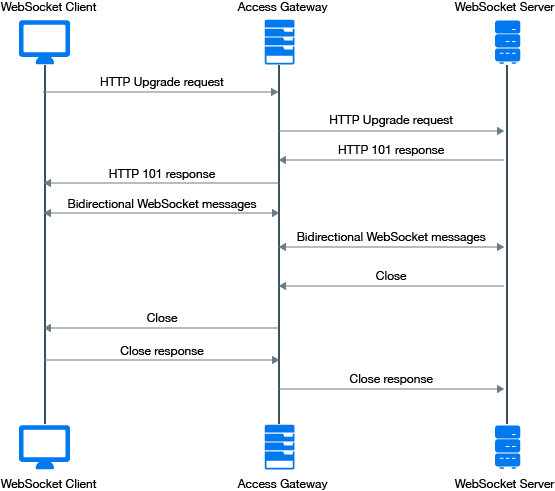 WebSocket Client
Access Gateway
WebSocket Server
HTTP Upgrade request
HTTP Upgrade request
HTTP 101 response
HTTP 101 response
Bidirectional WebSocket messages
Bidirectional WebSocket messages
Close
Close
Close response
Close response
WebSocket Client
Access Gateway
WebSocket Server